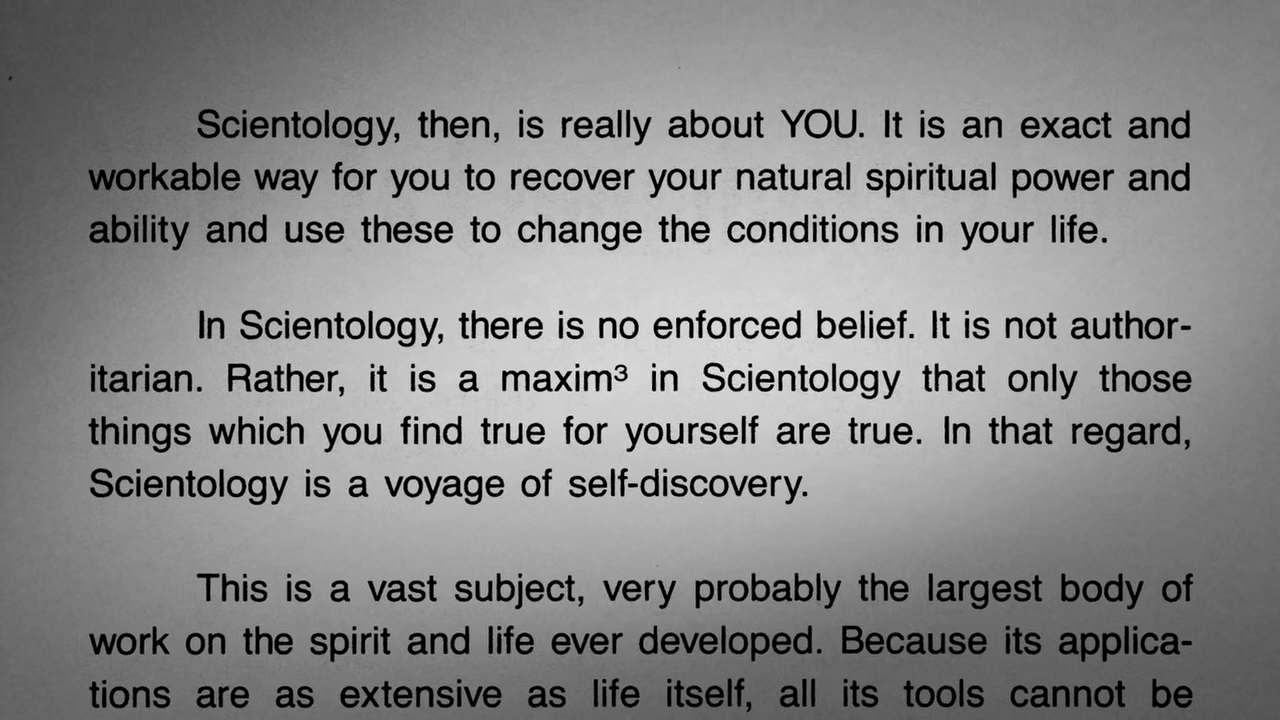 Scientology, then, is really about YOU. It is an exact and
workable way for you to recover your natural spiritual power and
ability and use these to change the conditions in your life.
In Scientology, there is no enforced belief. It is not author-
itarian. Rather, it is a maxim³ in Scientology that only those
things which you find true for yourself are true. In that regard,
Scientology is a voyage of self-discovery.
This is a vast subject, very probably the largest body of
work on the spirit and life ever developed. Because its applica-
tions are as extensive as life itself, all its tools cannot be